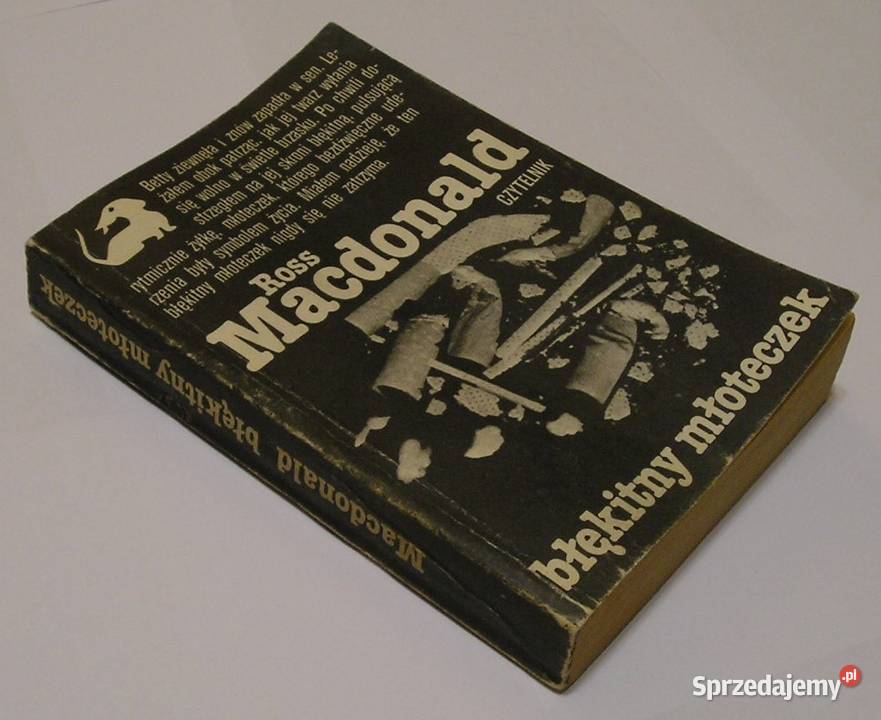 Betty ziewnęła i znów zapadła w sen. Le-
żałem obok patrząc, jak jej twarz wyłania
się wolno w świetle brzasku. Po chwili do-
strzegłem na jej skroni błękitną, pulsującą
rytmicznie żyłkę, młoteczek, którego bezdźwięczne ude-
rzenia były symbolem życia. Miałem nadzieję, że ten
błękitny młoteczek nigdy się nie zatrzyma.
Ross
Macdonald
CZYTELNIK
błękitny młoteczek
Macdonald błękitny młoteczek
Sprzedajemy.pl